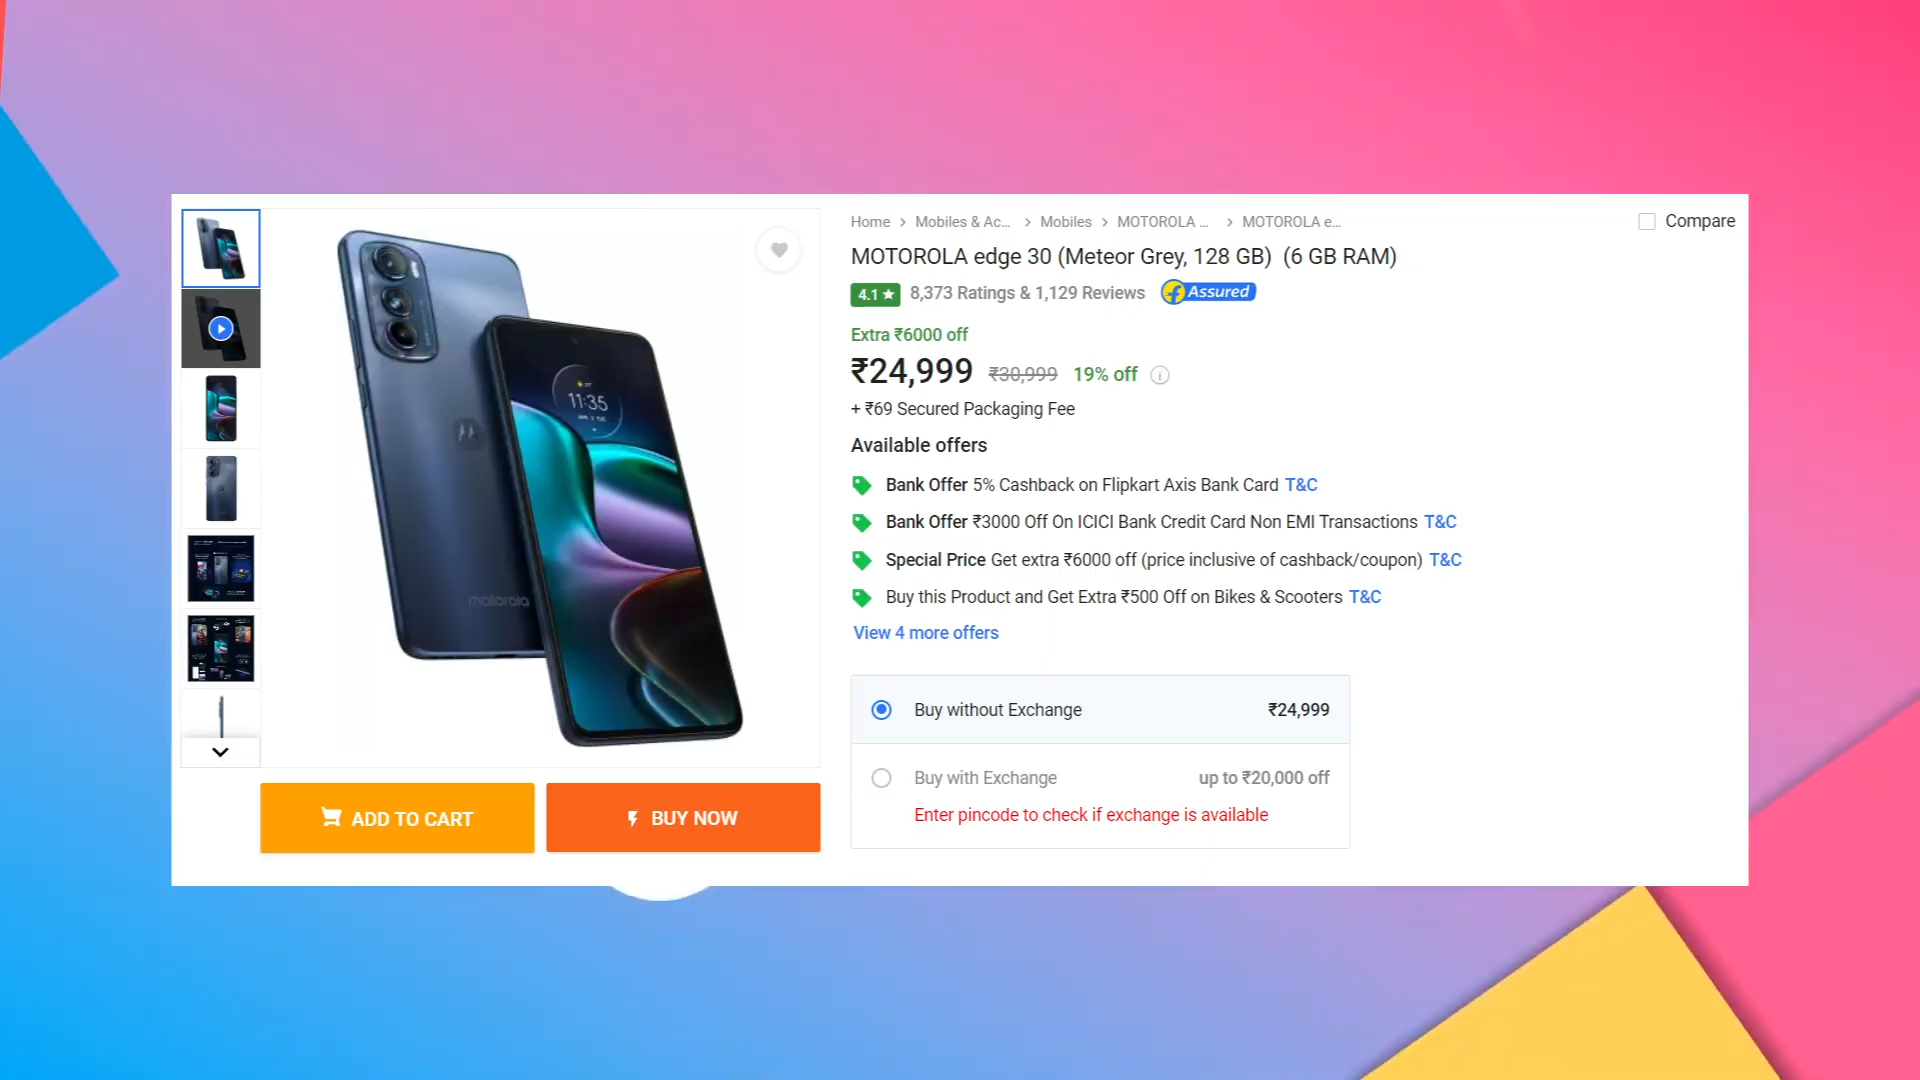 Home > Mobiles & Ac... > Mobiles > MOTOROLA ... > MOTOROLA e...
Compare
MOTOROLA edge 30 (Meteor Grey, 128 GB) (6 GB RAM)
4.1★ 8,373 Ratings & 1,129 Reviews Assured
Extra ₹6000 off
₹24,999 ₹30,999 19% off
+ ₹69 Secured Packaging Fee
Available offers
Bank Offer 5% Cashback on Flipkart Axis Bank Card T&C
Bank Offer ₹3000 Off On ICICI Bank Credit Card Non EMI Transactions T&C
Special Price Get extra ₹6000 off (price inclusive of cashback/coupon) T&C
Buy this Product and Get Extra ₹500 Off on Bikes & Scooters T&C
View 4 more offers
Buy without Exchange ₹24,999
Buy with Exchange up to ₹20,000 off
Enter pincode to check if exchange is available
11:35
motorola
ADD TO CART
BUY NOW